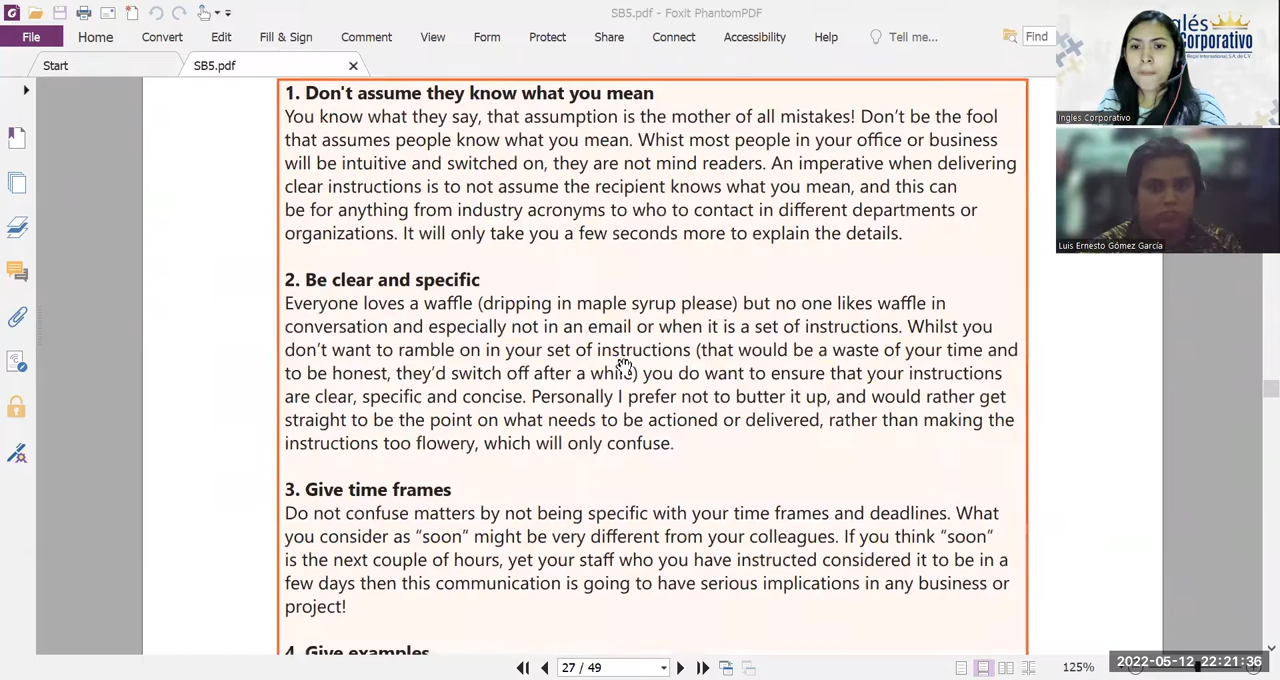 SB5.pdf - Foxit PhantomPDF
File Home Convert Edit Fill & Sign Comment View Form Protect Share Connect Accessibility Help Tell me... Find
Start SB5.pdf
1. Don't assume they know what you mean
You know what they say, that assumption is the mother of all mistakes! Don't be the fool
that assumes people know what you mean. Whist most people in your office or business
will be intuitive and switched on, they are not mind readers. An imperative when delivering
clear instructions is to not assume the recipient knows what you mean, and this can
be for anything from industry acronyms to who to contact in different departments or
organizations. It will only take you a few seconds more to explain the details.
2. Be clear and specific
Everyone loves a waffle (dripping in maple syrup please) but no one likes waffle in
conversation and especially not in an email or when it is a set of instructions. Whilst you
don't want to ramble on in your set of instructions (that would be a waste of your time and
to be honest, they'd switch off after a while) you do want to ensure that your instructions
are clear, specific and concise. Personally I prefer not to butter it up, and would rather get
straight to be the point on what needs to be actioned or delivered, rather than making the
instructions too flowery, which will only confuse.
3. Give time frames
Do not confuse matters by not being specific with your time frames and deadlines. What
you consider as "soon" might be very different from your colleagues. If you think "soon"
is the next couple of hours, yet your staff who you have instructed considered it to be in a
few days then this communication is going to have serious implications in any business or
project!
4. Give examples
27 / 49
125%
2022-05-12 22:21:36
nglés
Corporativo
Regal International, S.A. de C.V.
Ingles Corporativo
Luis Ernesto Gómez García